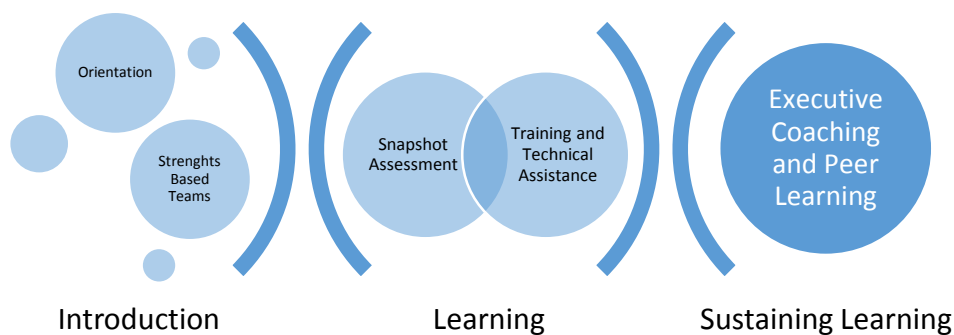 Orientation
Strenghts
Based
Teams
Snapshot
Assessment
Training and
Technical
Assistance
Executive
Coaching
and Peer
Learning
Introduction
Learning
Sustaining Learning